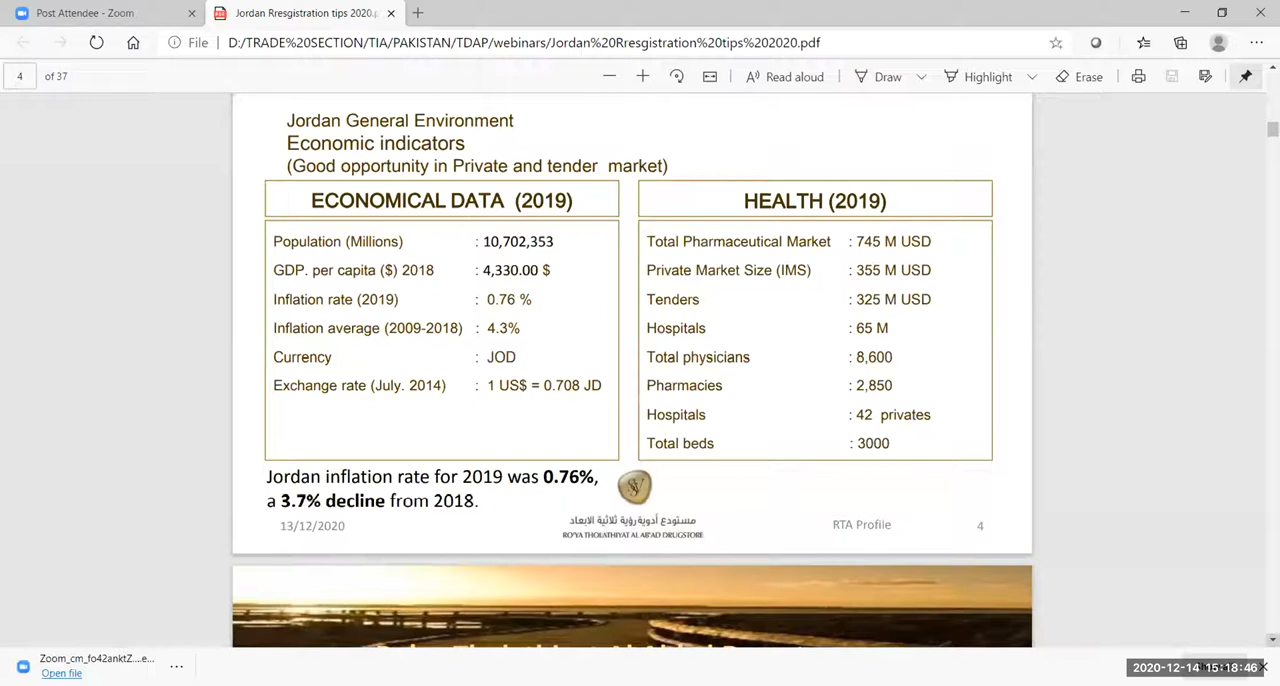 Post Attendee - Zoom
Jordan Rresgistration tips 2020.p
File
D:/TRADE%20SECTION/TIA/PAKISTAN/TDAP/webinars/Jordan%20Rresgistration%20tips%202020.pdf
4 of 37
Read aloud
Draw
Highlight
Erase
Jordan General Environment
Economic indicators
(Good opportunity in Private and tender market)
ECONOMICAL DATA (2019)
Population (Millions) : 10,702,353
GDP. per capita ($) 2018 : 4,330.00 $
Inflation rate (2019) : 0.76 %
Inflation average (2009-2018) : 4.3%
Currency : JOD
Exchange rate (July. 2014) : 1 US$ = 0.708 JD
HEALTH (2019)
Total Pharmaceutical Market : 745 M USD
Private Market Size (IMS) : 355 M USD
Tenders : 325 M USD
Hospitals : 65 M
Total physicians : 8,600
Pharmacies : 2,850
Hospitals : 42 privates
Total beds : 3000
Jordan inflation rate for 2019 was 0.76%,
a 3.7% decline from 2018.
مستودع أدوية رؤية ثلاثية الابعاد
RO'YA THOLATHIYAT AL AB'AD DRUGSTORE
13/12/2020
RTA Profile
4
Zoom_cm_fo42anktZ....e...
Open file
2020-12-14 15:18:46